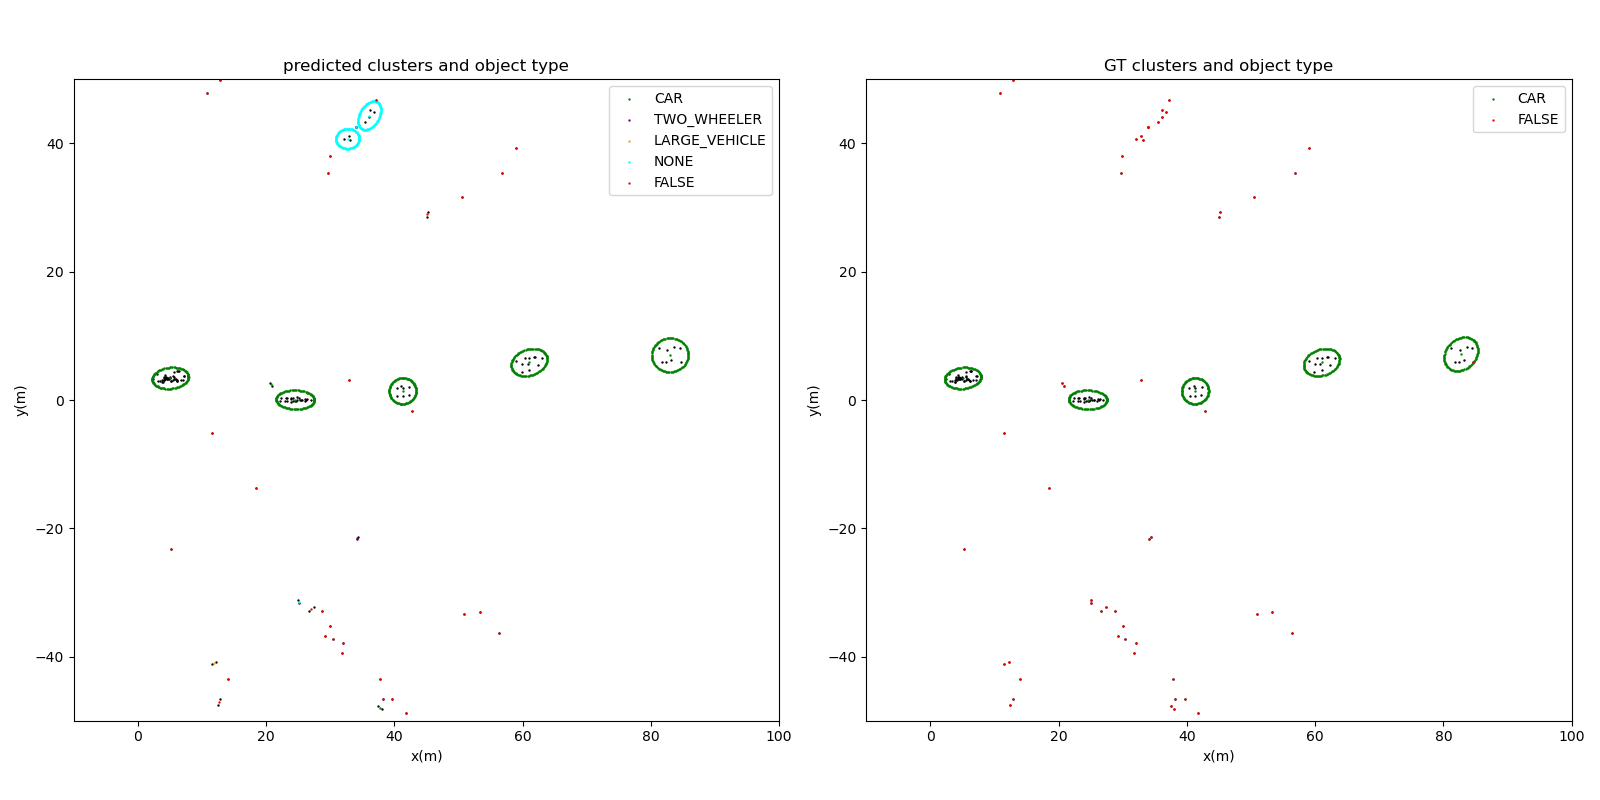 predicted clusters and object type
CAR
TWO_WHEELER
LARGE_VEHICLE
NONE
FALSE
40
20
0
−20
−40
y(m)
0
20
40
60
80
100
x(m)
GT clusters and object type
CAR
FALSE
40
20
0
−20
−40
y(m)
0
20
40
60
80
100
x(m)